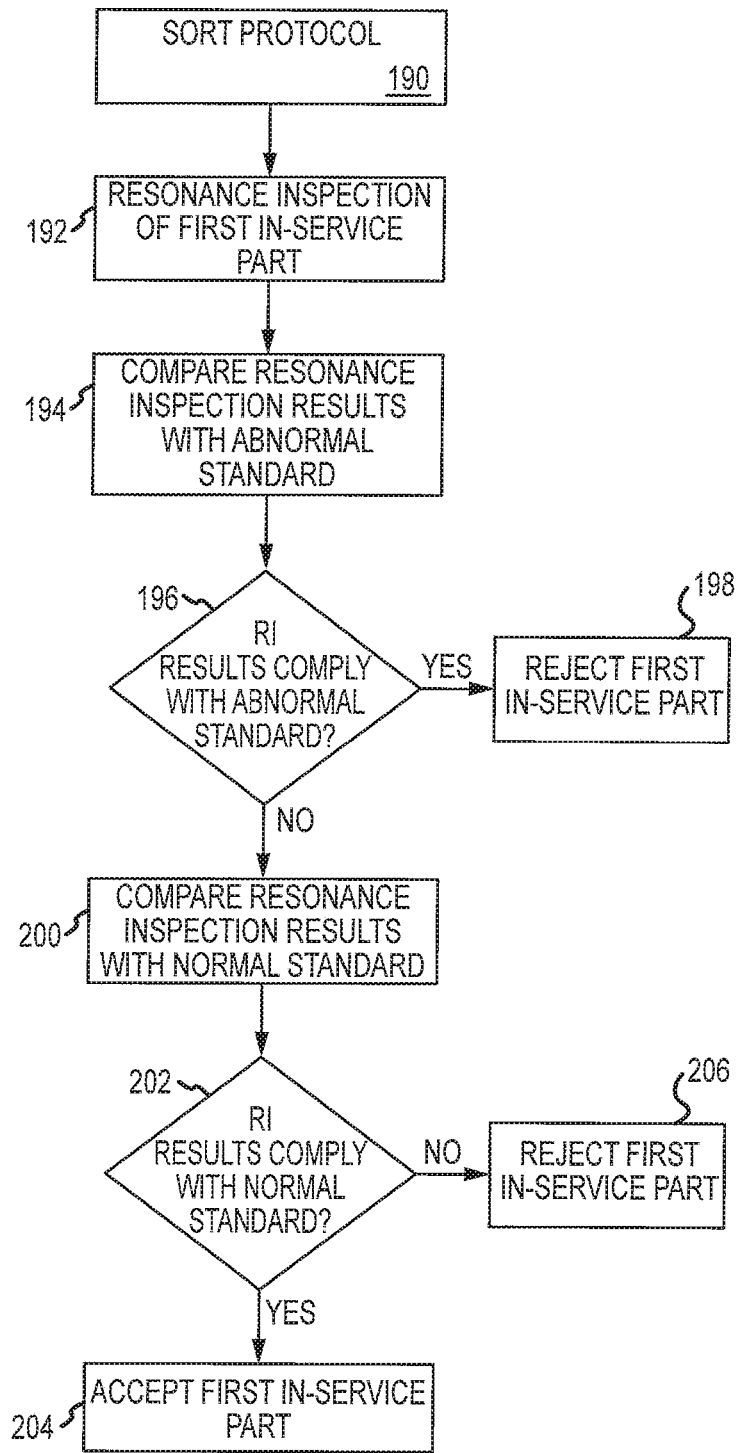 SORT PROTOCOL
190
RESONANCE INSPECTION
OF FIRST IN-SERVICE
PART
192
COMPARE RESONANCE
INSPECTION RESULTS
WITH ABNORMAL
STANDARD
194
196
RI
RESULTS COMPLY
WITH ABNORMAL
STANDARD?
YES
198
REJECT FIRST
IN-SERVICE PART
NO
COMPARE RESONANCE
INSPECTION RESULTS
WITH NORMAL STANDARD
200
202
RI
RESULTS COMPLY
WITH NORMAL
STANDARD?
NO
206
REJECT FIRST
IN-SERVICE PART
YES
ACCEPT FIRST IN-SERVICE
PART
204